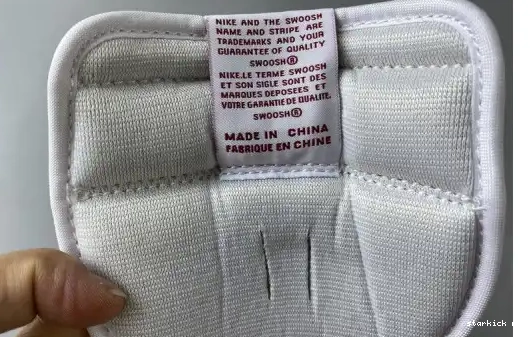 NIKE AND THE SWOOSH
NAME AND STRIPE ARE
TRADEMARKS AND YOUR
GUARANTEE OF QUALITY
SWOOSH®
NIKE.LE TERME SWOOSH
ET SON SIGLE SONT DES
MARQUES DEPOSEES ET
VOTRE GARANTIE DE QUALITE.
SWOOSH®
MADE IN CHINA
FABRIQUE EN CHINE
starkick